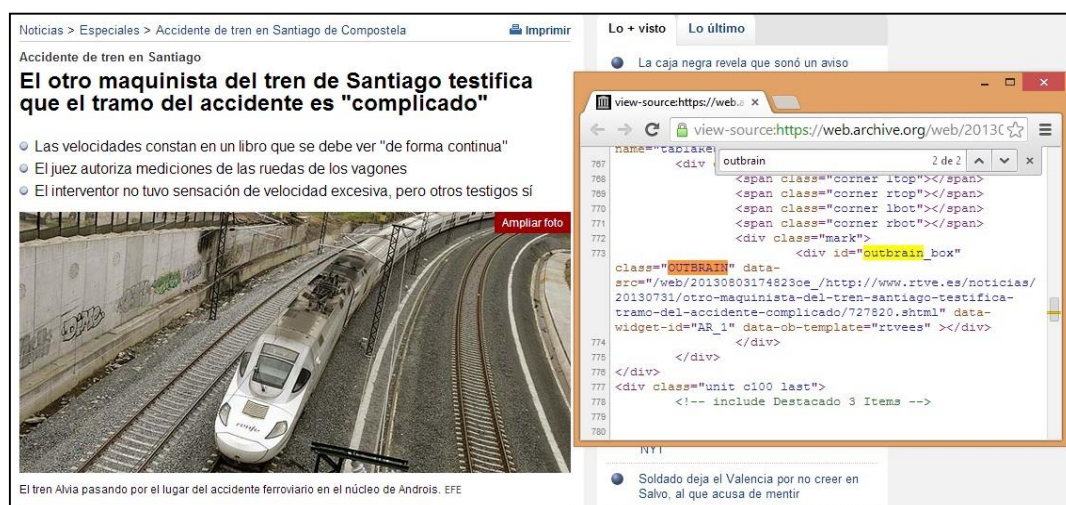 Noticias > Especiales > Accidente de tren en Santiago de Compostela
Imprimir
Accidente de tren en Santiago
El otro maquinista del tren de Santiago testifica
que el tramo del accidente es "complicado"
Las velocidades constan en un libro que se debe ver "de forma continua"
El juez autoriza mediciones de las ruedas de los vagones
El interventor no tuvo sensación de velocidad excesiva, pero otros testigos sí
Ampliar foto
renfe
El tren Alvia pasando por el lugar del accidente ferroviario en el núcleo de Androis. EFE
Lo + visto Lo último
La caja negra revela que sonó un aviso
view-source:https://web.a
view-source:https://web.archive.org/web/20130
outbrain 2 de 2
name="tablaRe
767 <div
768 <span class="corner ltop"></span>
769 <span class="corner rtop"></span>
770 <span class="corner lbot"></span>
771 <span class="corner rbot"></span>
772 <div class="mark">
773 <div id="outbrain_box"
class="OUTBRAIN" data-
src="/web/20130803174823oe_/http://www.rtve.es/noticias/
20130731/otro-maquinista-del-tren-santiago-testifica-
tramo-del-accidente-complicado/727820.shtml" data-
widget-id="AR_1" data-ob-template="rtvees" ></div>
774 </div>
775 </div>
776 </div>
777 <div class="unit c100 last">
778 <!-- include Destacado 3 Items -->
779
780
NYT
Soldado deja el Valencia por no creer en
Salvo, al que acusa de mentir